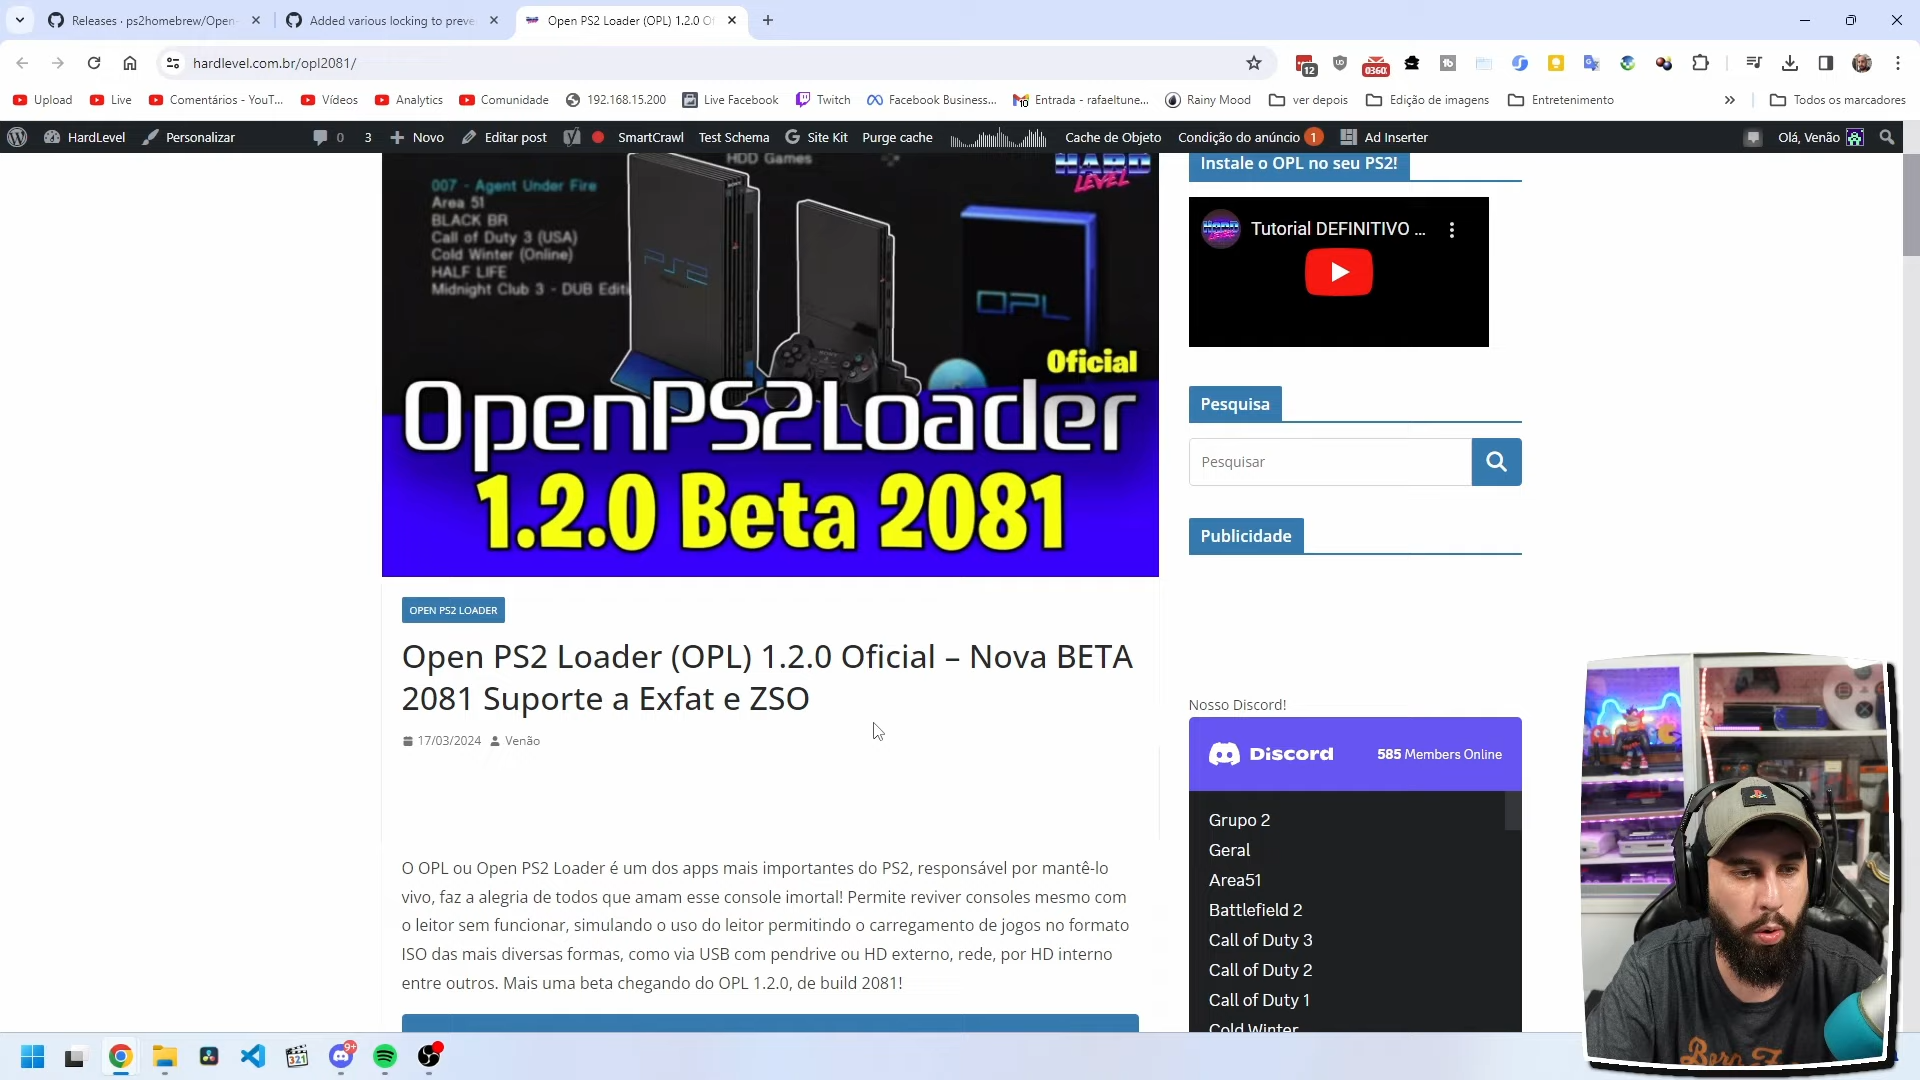 Releases · ps2homebrew/Open-
Added various locking to preve
Open PS2 Loader (OPL) 1.2.0 Of
hardlevel.com.br/opl2081/
12
0360
Upload
Live
Comentários - YouT...
Vídeos
Analytics
Comunidade
192.168.15.200
Live Facebook
Twitch
Facebook Business...
Entrada - rafaeltune...
Rainy Mood
ver depois
Edição de imagens
Entretenimento
Todos os marcadores
HardLevel
Personalizar
0
3
Novo
Editar post
SmartCrawl
Test Schema
Site Kit
Purge cache
Cache de Objeto
Condição do anúncio 1
Ad Inserter
Olá, Venão
HDD Games
007 - Agent Under Fire
Area 51
BLACK BR
Call of Duty 3 (USA)
Cold Winter (Online)
HALF LIFE
Midnight Club 3 - DUB Editi
PS2
OPL
HARD
LEVEL
Oficial
OpenPS2Loader
1.2.0 Beta 2081
OPEN PS2 LOADER
Open PS2 Loader (OPL) 1.2.0 Oficial – Nova BETA
2081 Suporte a Exfat e ZSO
17/03/2024
Venão
O OPL ou Open PS2 Loader é um dos apps mais importantes do PS2, responsável por mantê-lo
vivo, faz a alegria de todos que amam esse console imortal! Permite reviver consoles mesmo com
o leitor sem funcionar, simulando o uso do leitor permitindo o carregamento de jogos no formato
ISO das mais diversas formas, como via USB com pendrive ou HD externo, rede, por HD interno
entre outros. Mais uma beta chegando do OPL 1.2.0, de build 2081!
Instale o OPL no seu PS2!
Tutorial DEFINITIVO ...
Pesquisa
Pesquisar
Publicidade
Nosso Discord!
Discord
585 Members Online
Grupo 2
Geral
Area51
Battlefield 2
Call of Duty 3
Call of Duty 2
Call of Duty 1
Cold Winter
321
9+